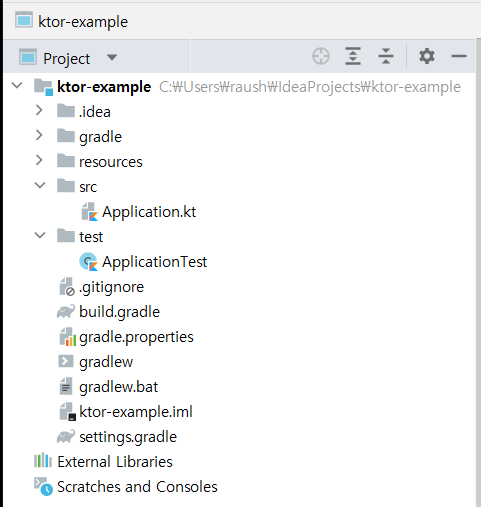 ktor-example
Project
ktor-example C:₩Users₩raush₩IdeaProjects₩ktor-example
.idea
gradle
resources
src
Application.kt
test
ApplicationTest
.gitignore
build.gradle
gradle.properties
gradlew
gradlew.bat
ktor-example.iml
settings.gradle
External Libraries
Scratches and Consoles